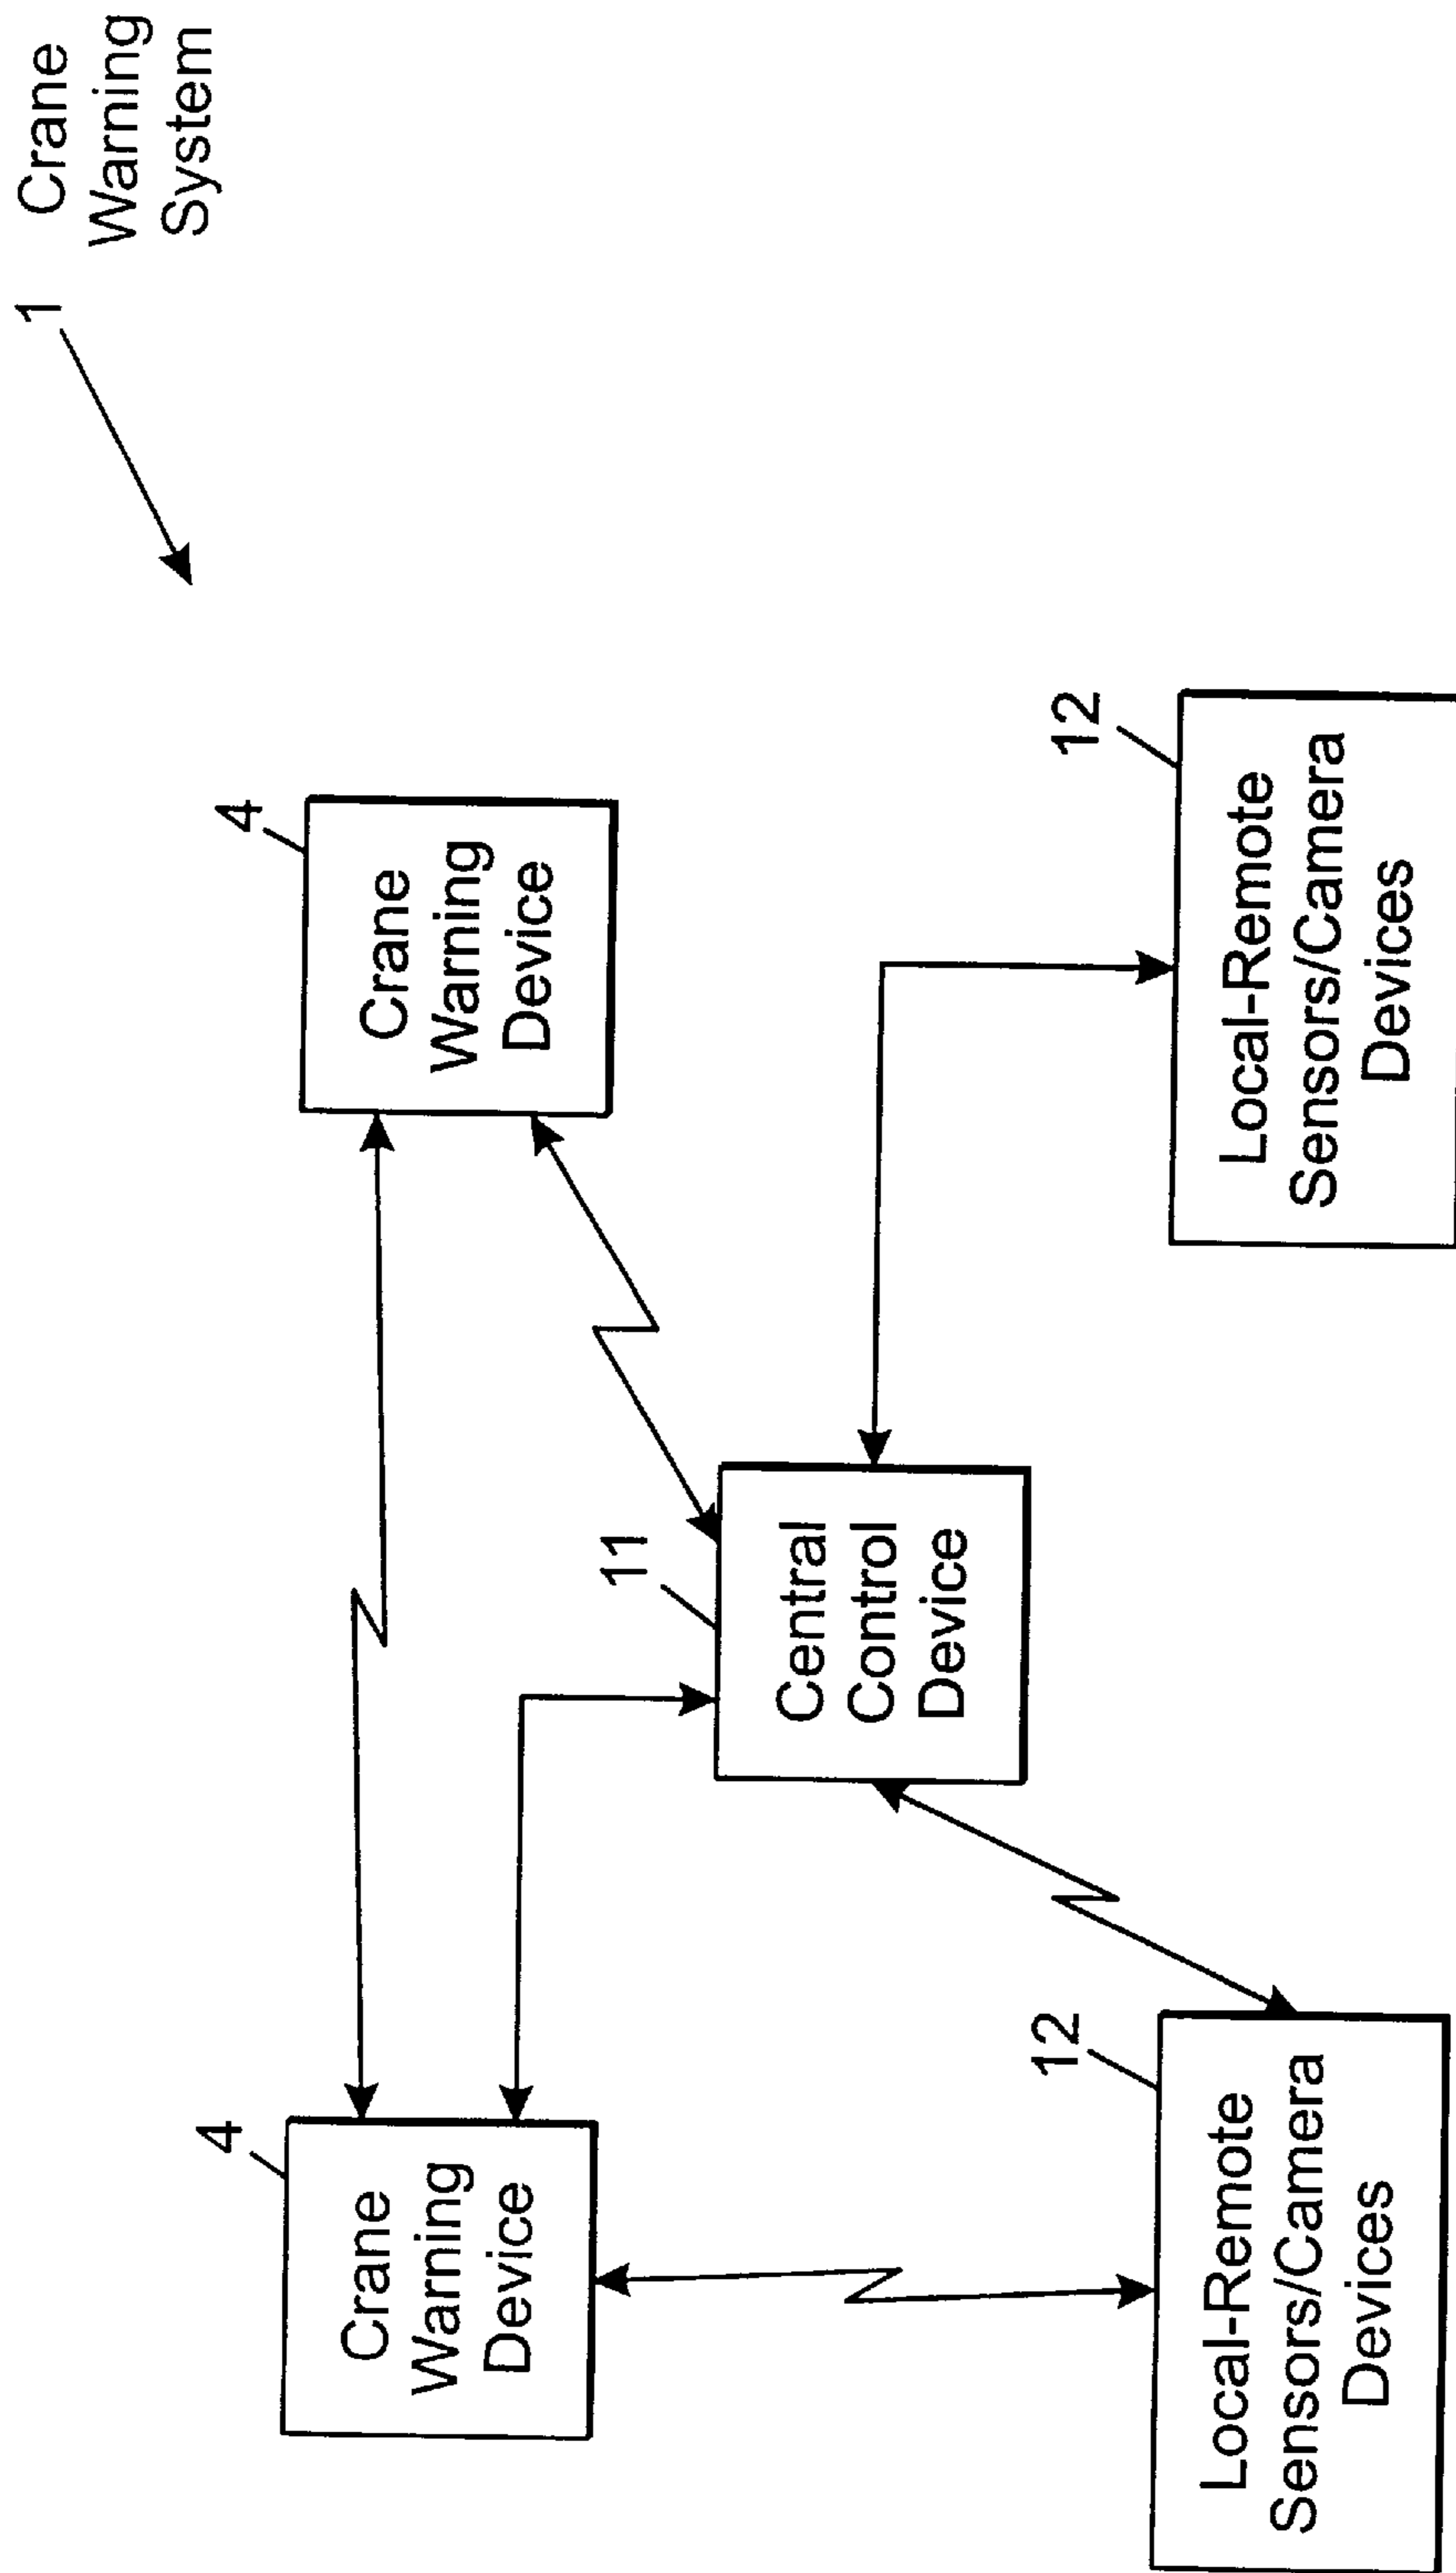 1 Crane
Warning
System
4
Crane
Warning
Device
4
Crane
Warning
Device
11
Central
Control
Device
12
Local-Remote
Sensors/Camera
Devices
12
Local-Remote
Sensors/Camera
Devices